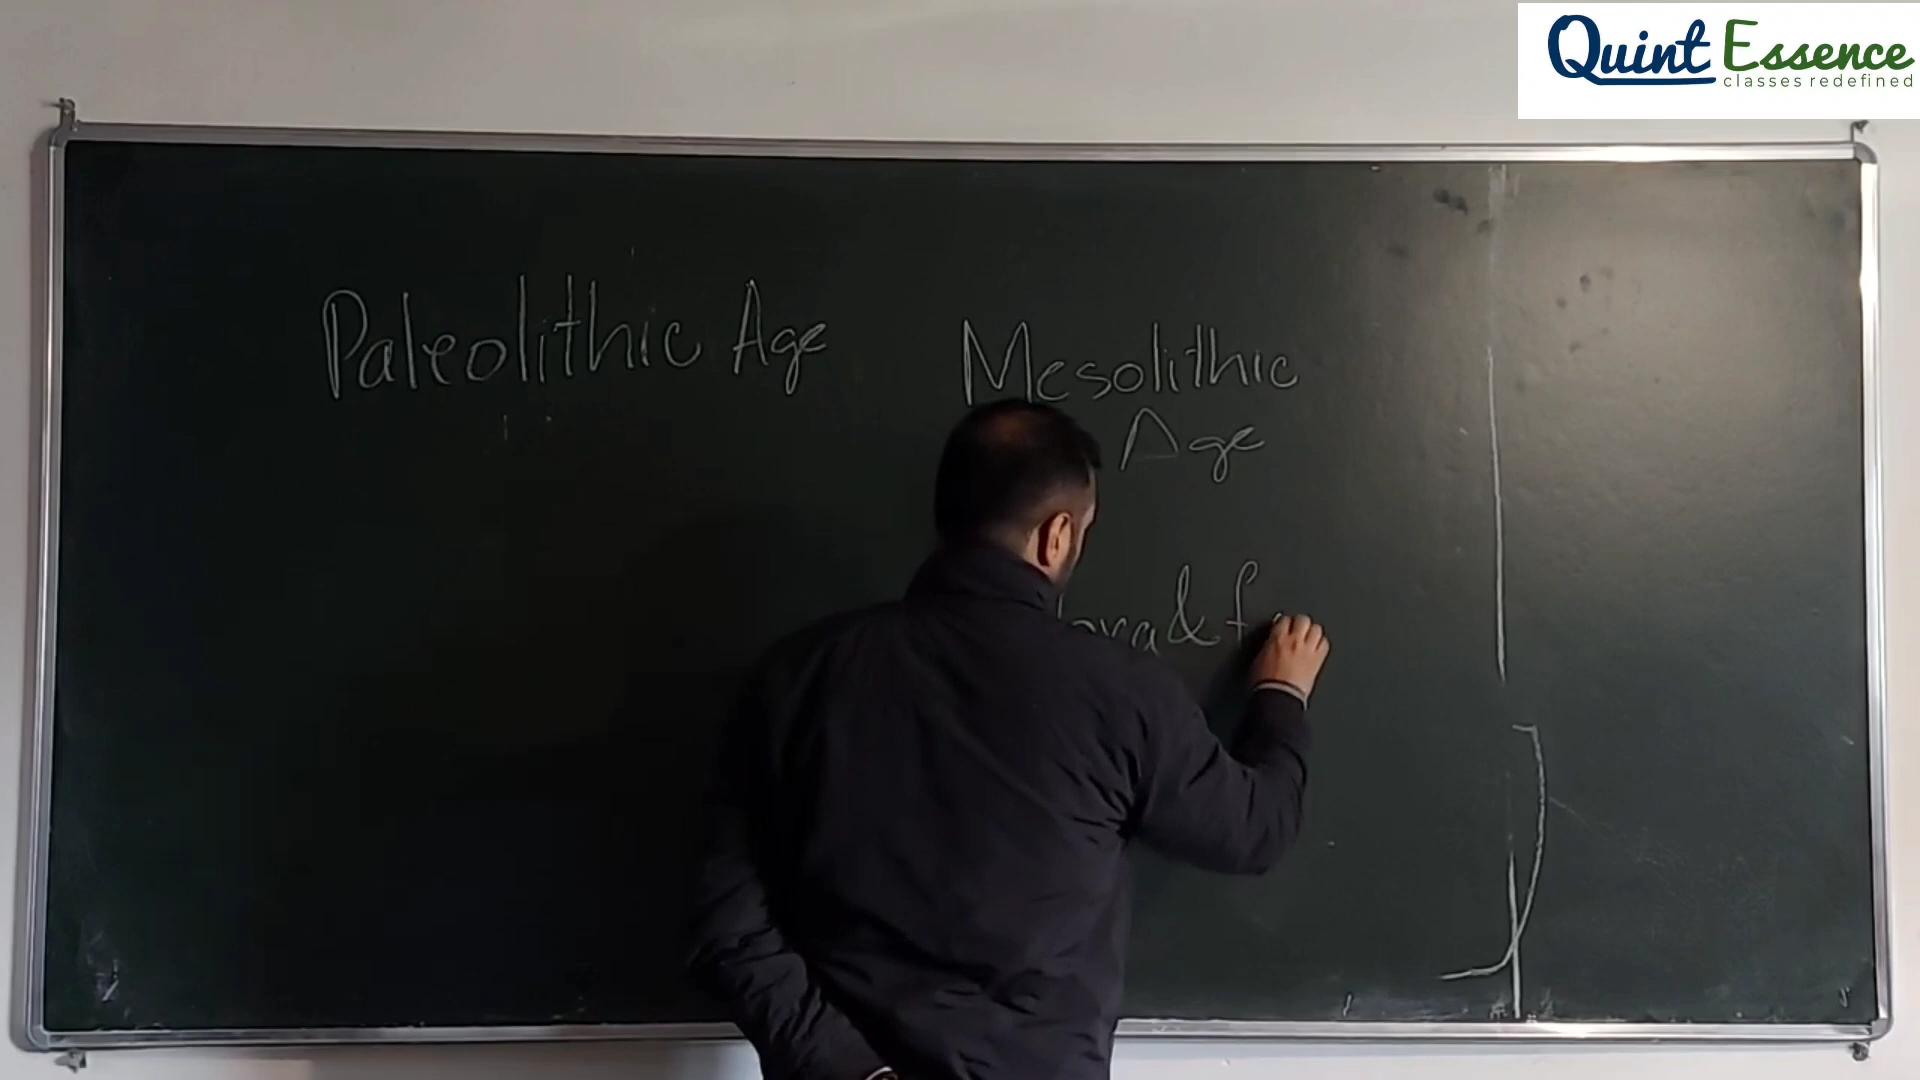 Quint Essence
classes redefined
Paleolithic Age
Mesolithic
Age
&